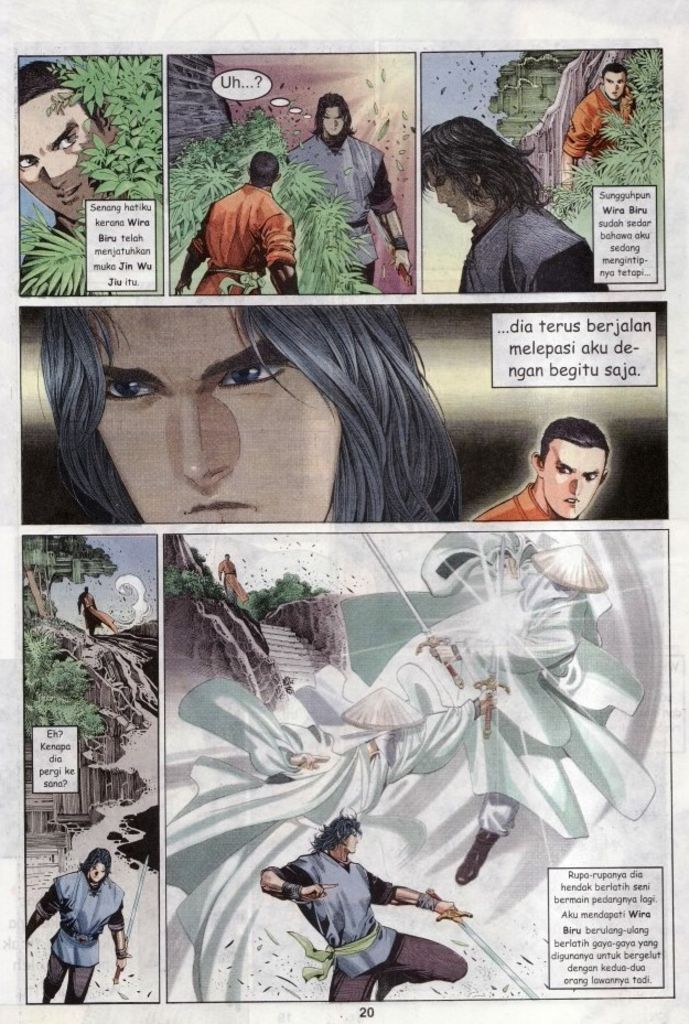 Senang hatiku
kerana Wira
Biru telah
menjatuhkan
muka Jin Wu
Jiu itu.
Uh...?
Sungguhpun
Wira Biru
sudah sedar
bahawa aku
sedang
mengintip-
nya tetapi...
...dia terus berjalan
melepasi aku de-
ngan begitu saja.
Eh?
Kenapa
dia
pergi ke
sana?
Rupa-rupanya dia
hendak berlatih seni
bermain pedangnya lagi.
Aku mendapati Wira
Biru berulang-ulang
berlatih gaya-gaya yang
digunanya untuk bergelut
dengan kedua-dua
orang lawannya tadi.
20